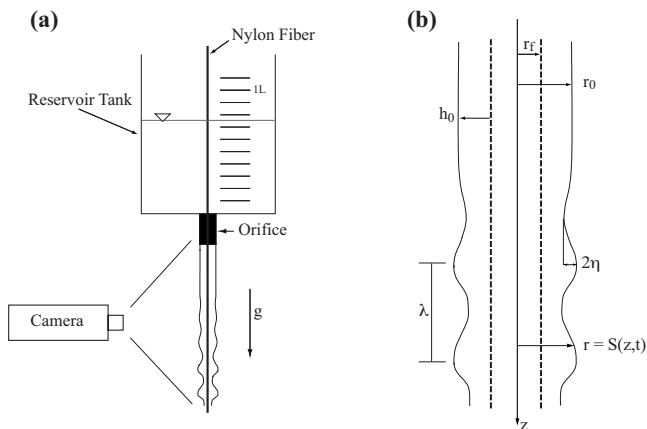 (a)
Nylon Fiber
1L
Reservoir Tank
Orifice
Camera
g
(b)
r_f
r_0
h_0
2η
λ
r = S(z,t)
z